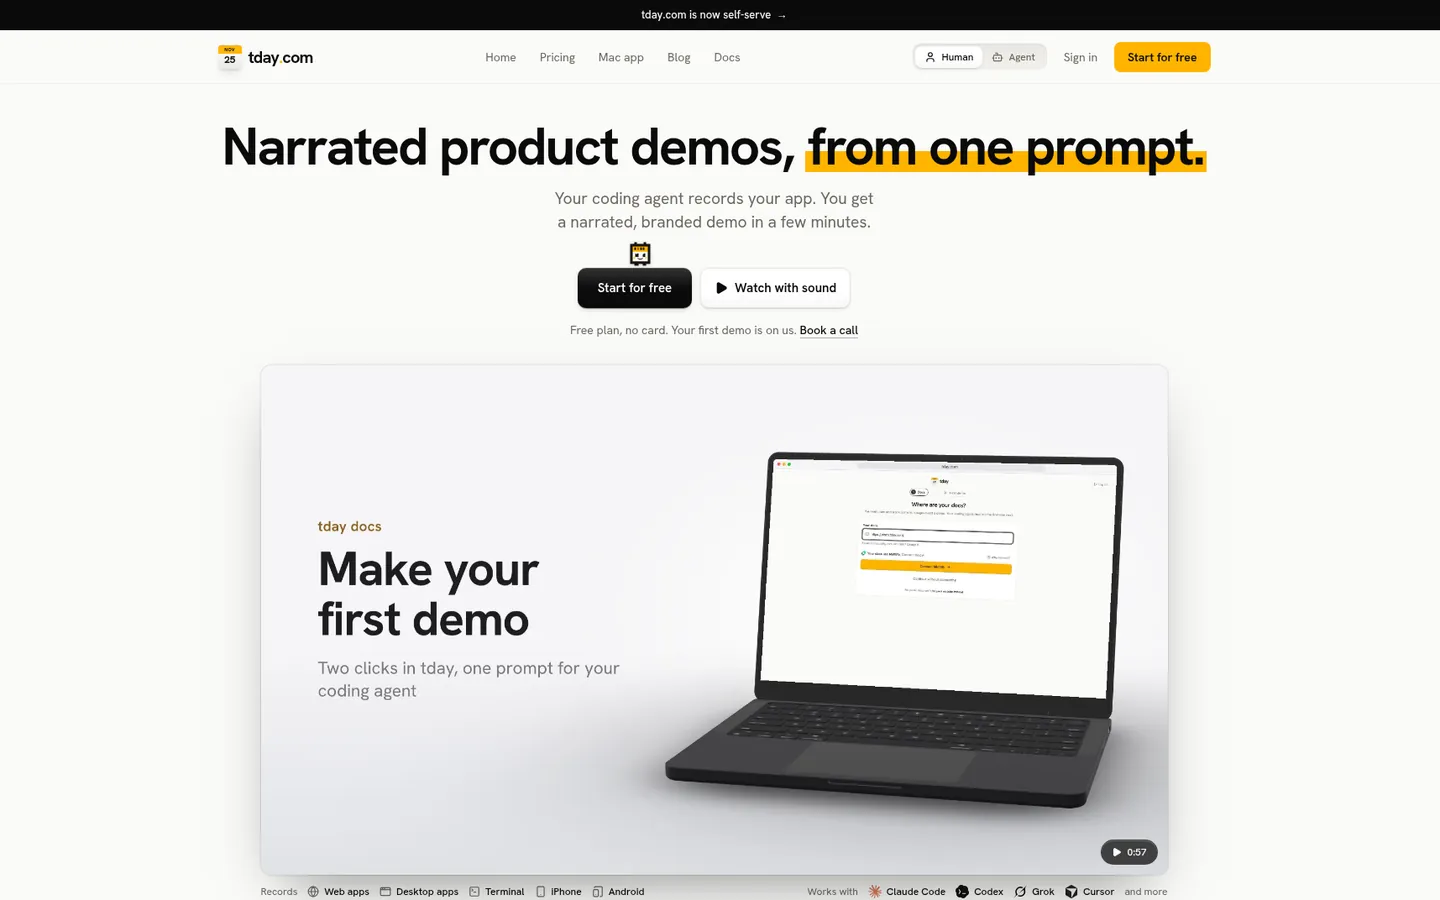 tday.com is now self-serve →
NOV
25
tday.com
Home
Pricing
Mac app
Blog
Docs
Human
Agent
Sign in
Start for free
Narrated product demos, from one prompt.
Your coding agent records your app. You get
a narrated, branded demo in a few minutes.
Start for free
Watch with sound
Free plan, no card. Your first demo is on us. Book a call
tday docs
Make your
first demo
Two clicks in tday, one prompt for your
coding agent
tday
Where are your docs?
0:57
Records
Web apps
Desktop apps
Terminal
iPhone
Android
Works with
Claude Code
Codex
Grok
Cursor
and more